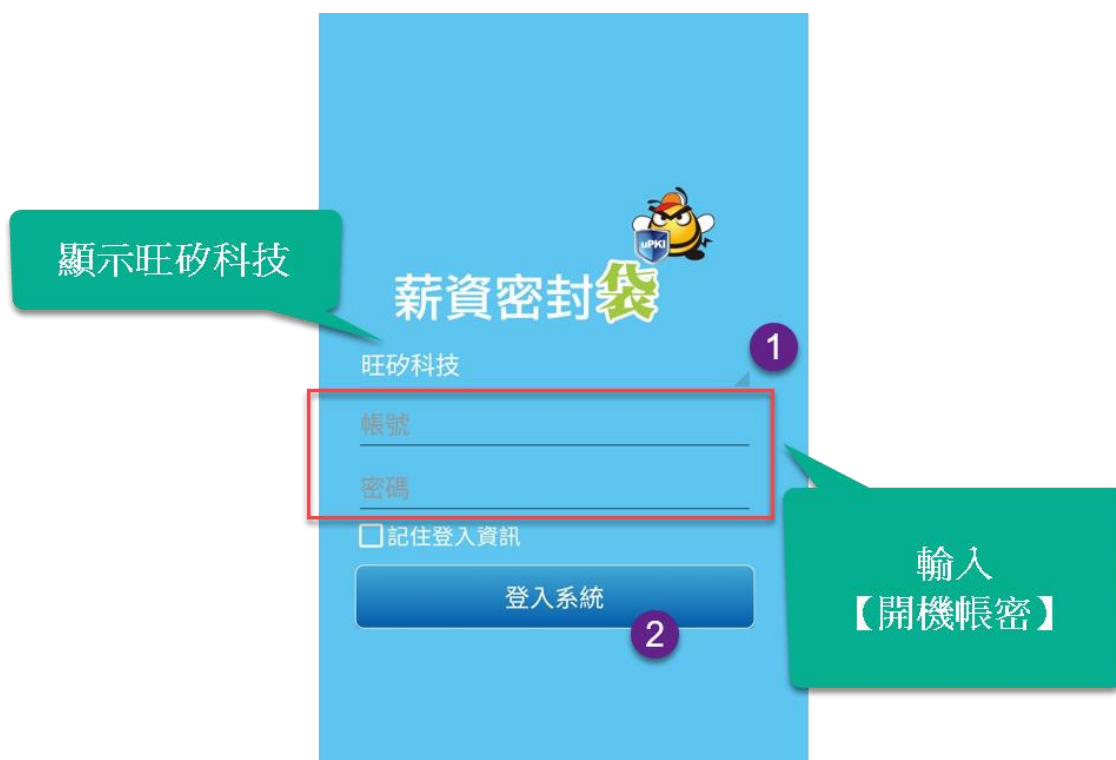 uPKI
顯示旺矽科技
薪資密封袋
1
旺矽科技
帳號
密碼
記住登入資訊
輸入
【開機帳密】
登入系統
2